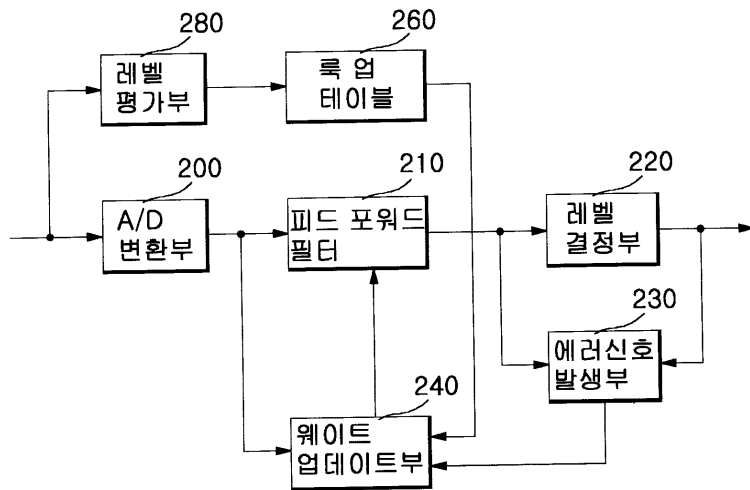 280
레벨
평가부
260
룩 업
테이블
200
A/D
변환부
210
피드 포워드
필터
220
레벨
결정부
230
에러신호
발생부
240
웨이트
업데이트부